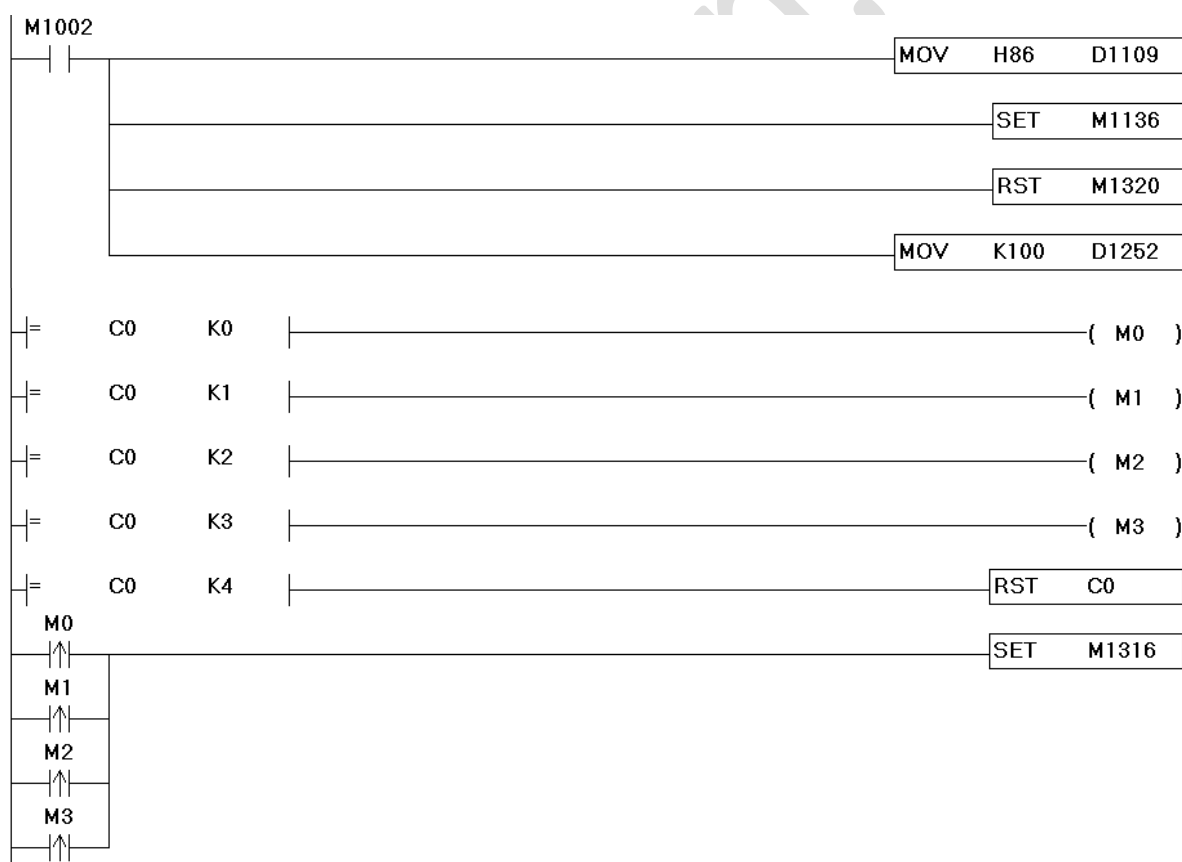 M1002
MOV H86 D1109
SET M1136
RST M1320
MOV K100 D1252
= C0 K0 ( M0 )
= C0 K1 ( M1 )
= C0 K2 ( M2 )
= C0 K3 ( M3 )
= C0 K4 RST C0
M0
SET M1316
M1
M2
M3